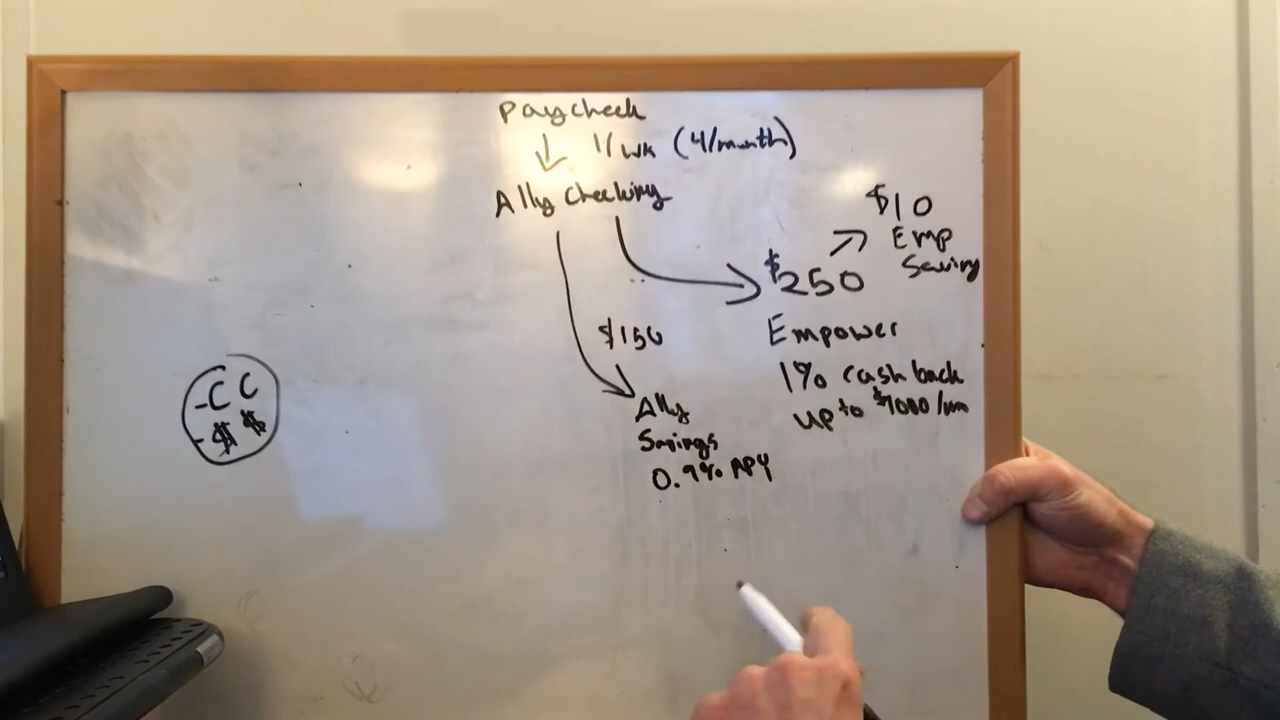 Paycheck
1/wk (4/month)
Ally Checking
$10
Emp
Saving
$250
$150
Empower
1% cash back
up to $1000/mn
Ally
Savings
0.9% APY
-C C
-$ $